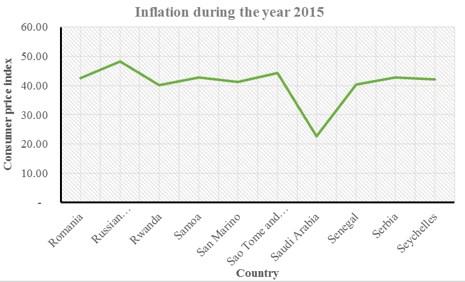 Inflation during the year 2015
Consumer price index
60.00
50.00
40.00
30.00
20.00
10.00
-
Romania
Russian...
Rwanda
Samoa
San Marino
Sao Tome and...
Saudi Arabia
Senegal
Serbia
Seychelles
Country